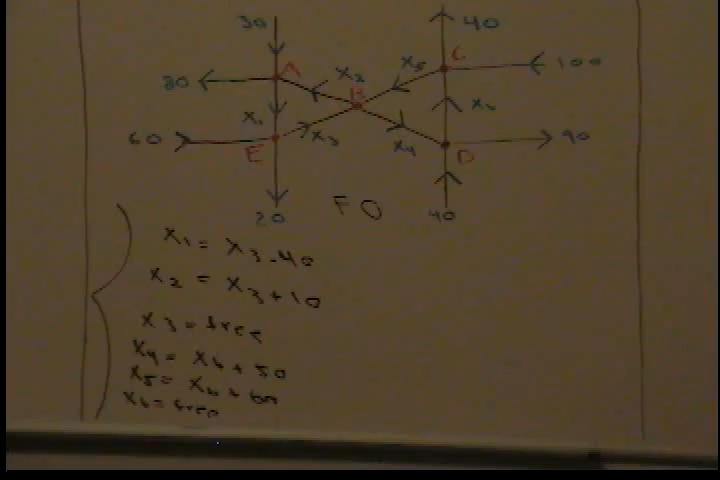 30
40
80
A
x2
x5
C
100
B
x1
x6
60
x3
x4
90
E
D
20
FO
40
x1 = x3 - 40
x2 = x3 + 10
x3 = free
x4 = x6 + 50
x5 = x6 + 60
x6 = free